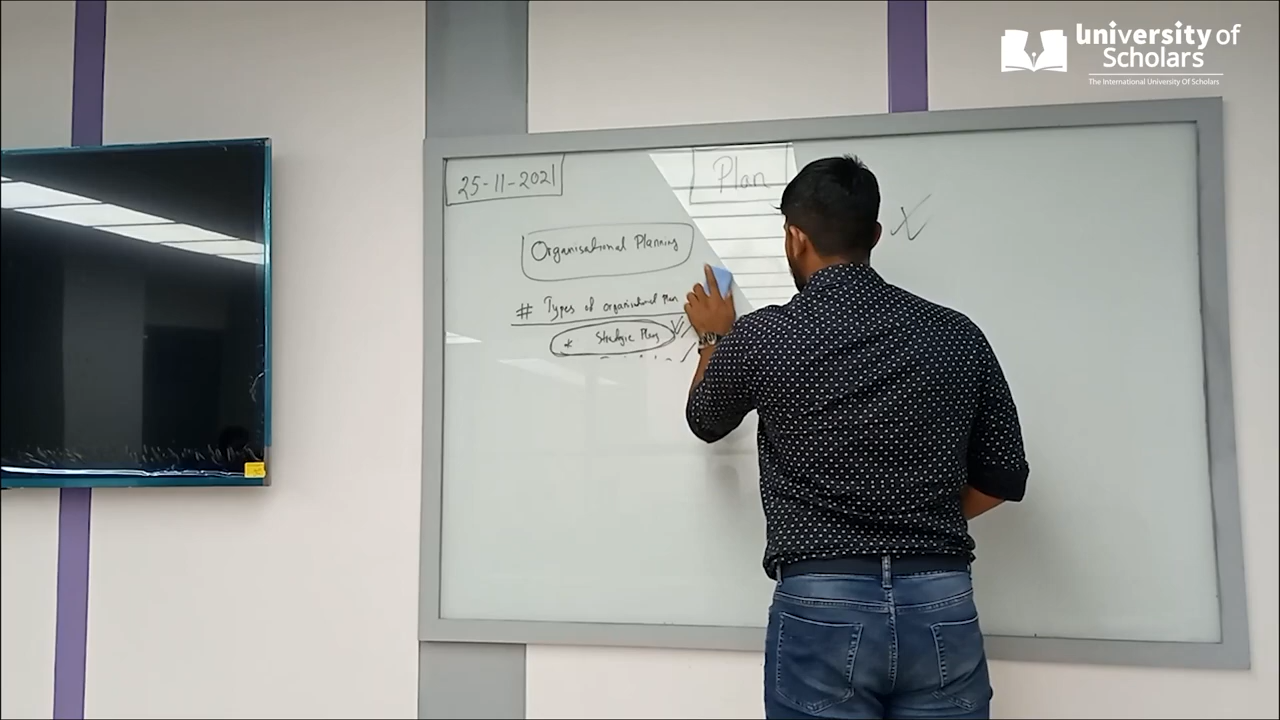 University of
Scholars
The International University Of Scholars
25-11-2021
Plan
Organisational Planning
# Types of organisational plan
* Strategic Plans